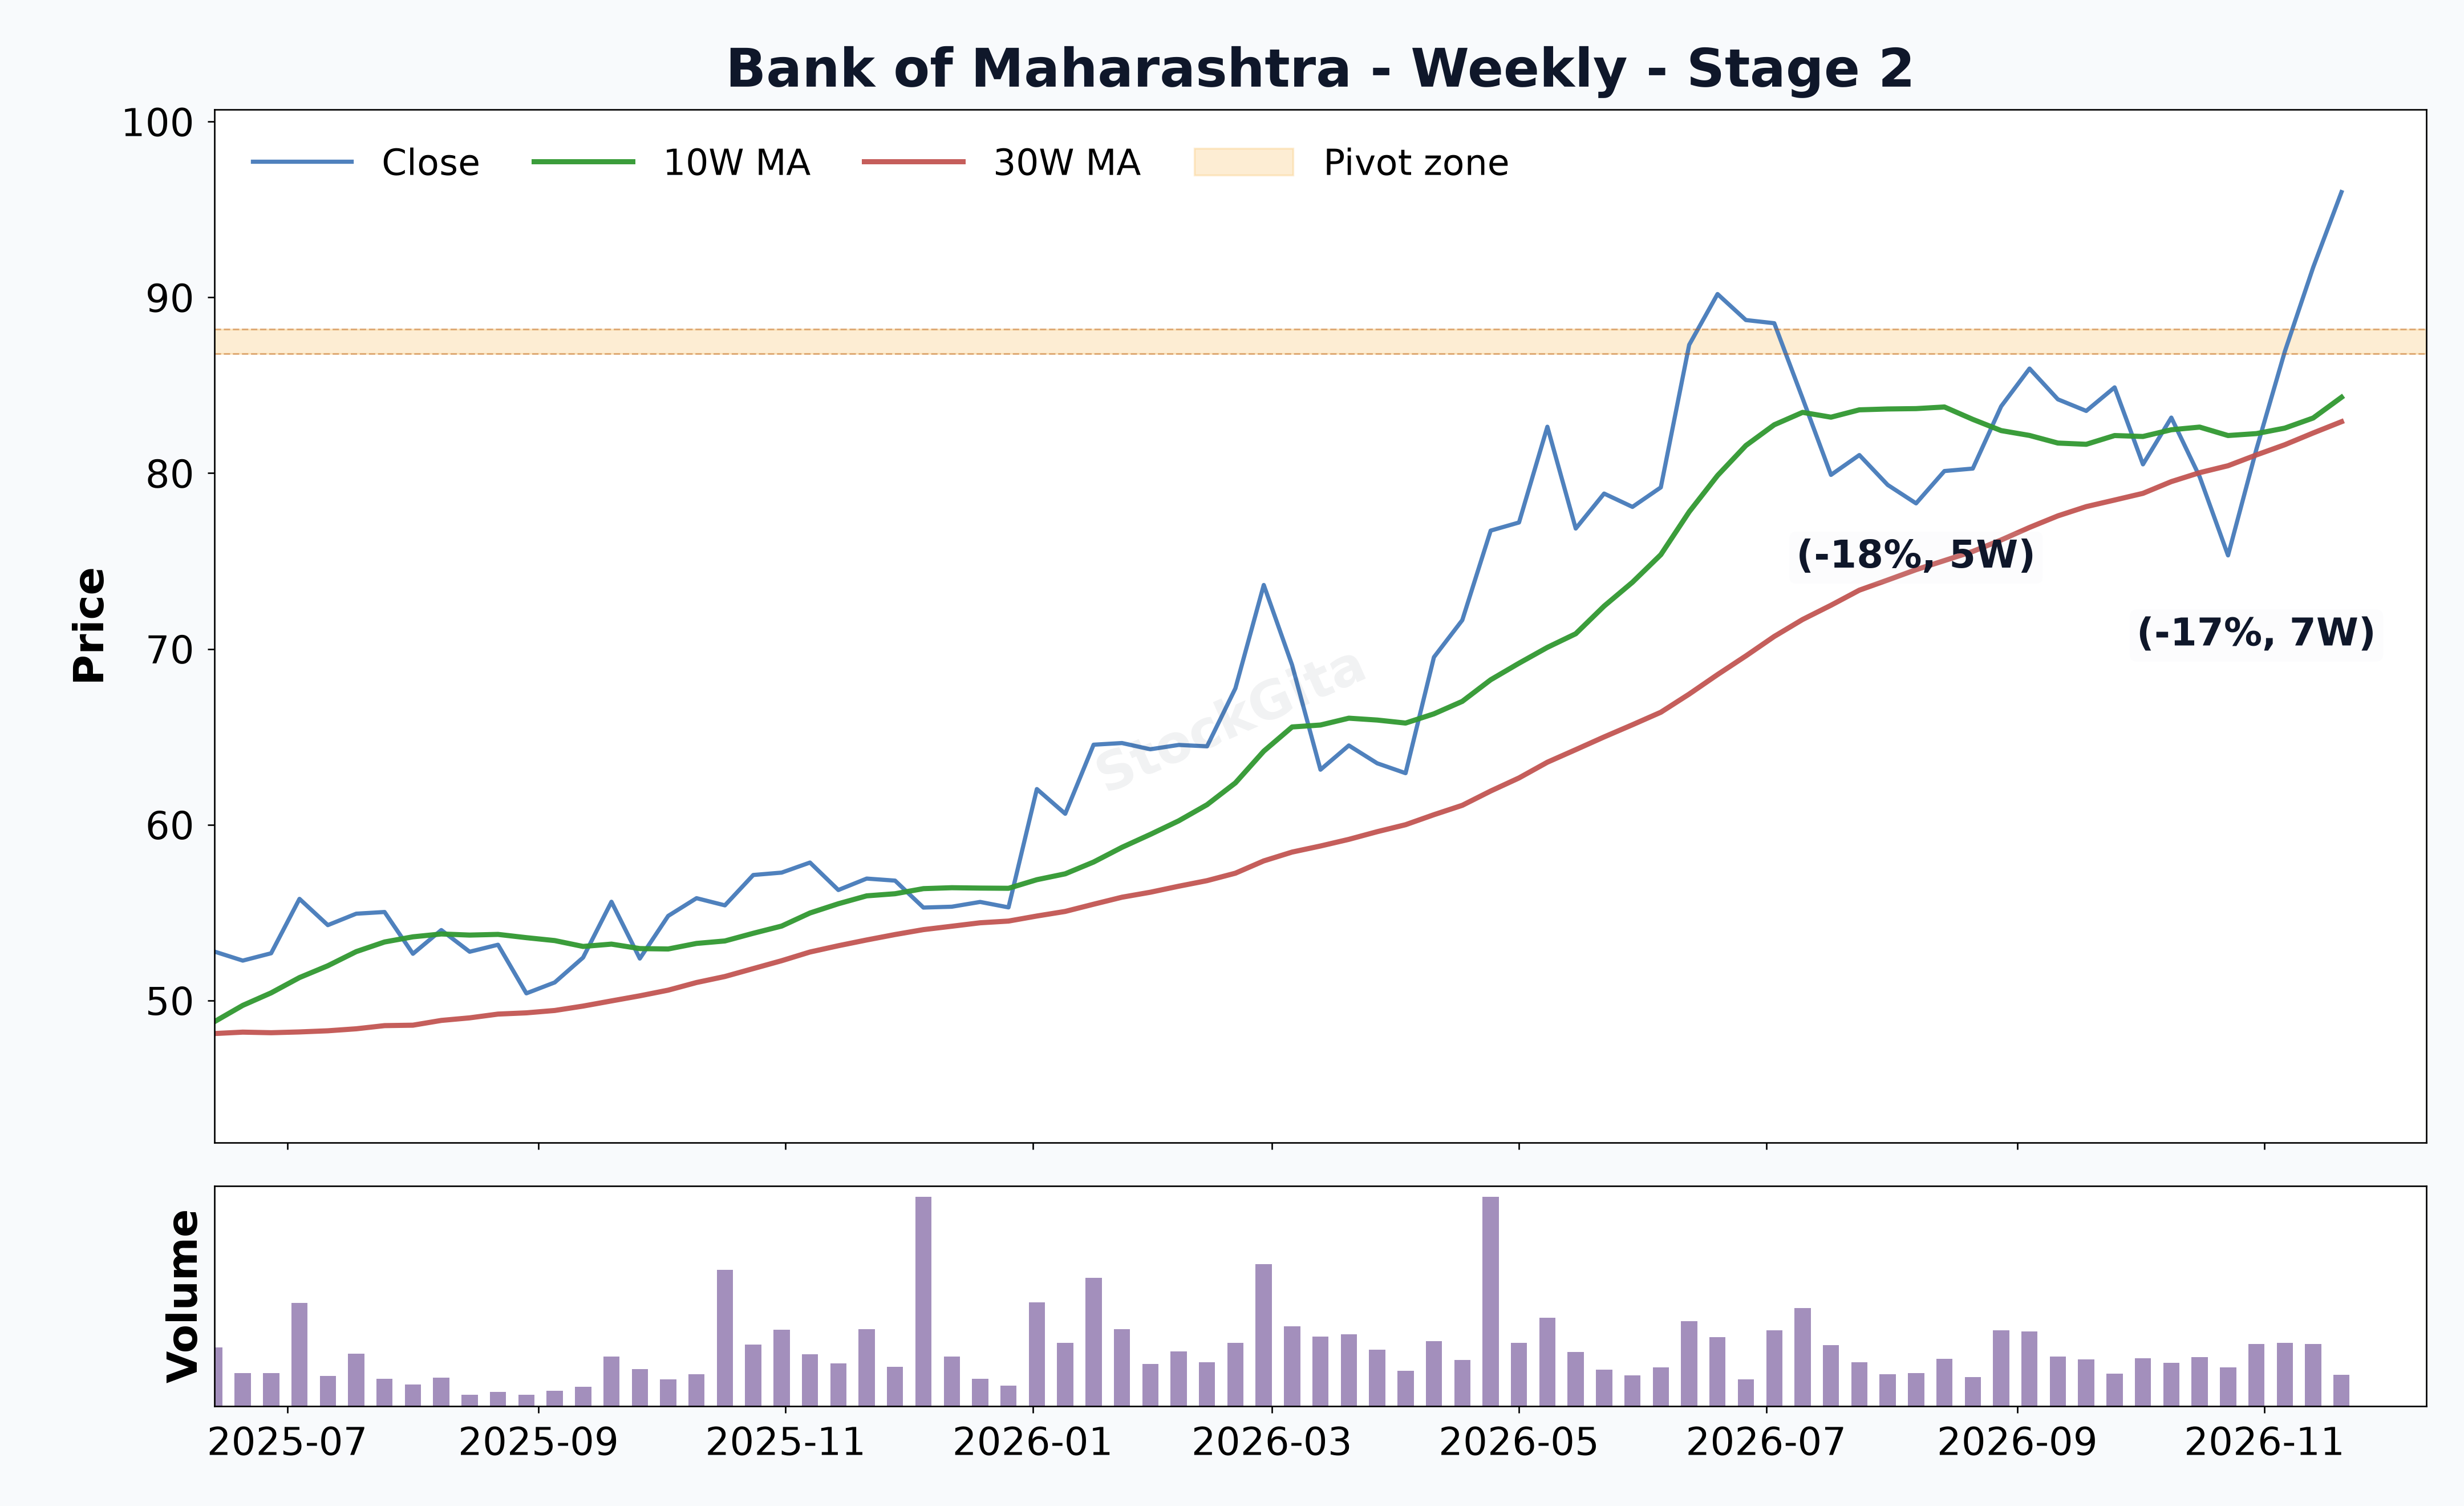 Bank of Maharashtra - Weekly - Stage 2
Close 10W MA 30W MA Pivot zone
100
90
80
70
60
50
Price
(-18%, 5W)
(-17%, 7W)
StockGita
Volume
2025-07 2025-09 2025-11 2026-01 2026-03 2026-05 2026-07 2026-09 2026-11